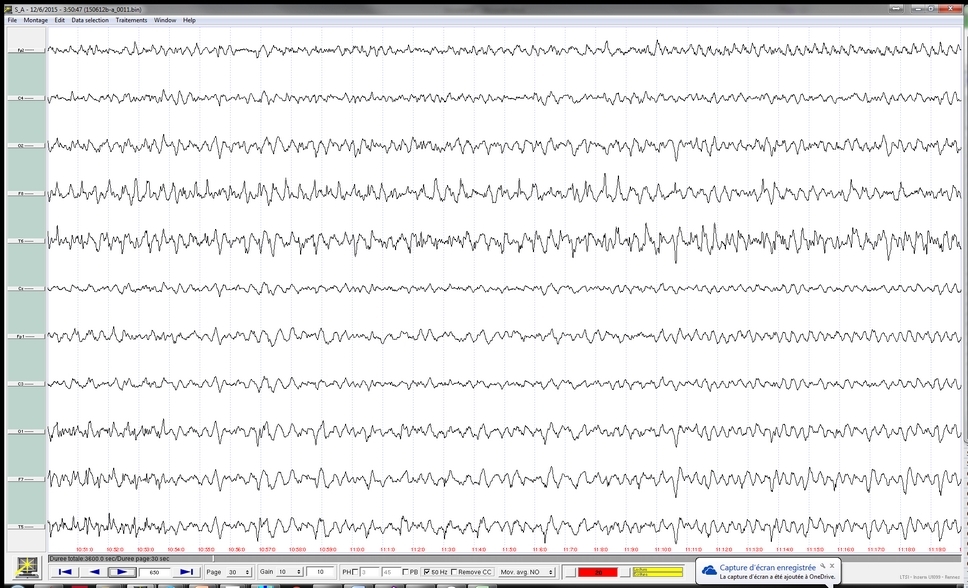 S_A - 12/6/2015 - 3:50:47 (150612b-a_0011.bin)
File Montage Edit Data selection Traitements Window Help
Fp2
C4
O2
F8
T6
Cz
Fp1
C3
O1
F7
T5
10:51.0 10:52.0 10:53.0 10:54.0 10:55.0 10:56.0 10:57.0 10:58.0 10:59.0 11:0.0 11:1.0 11:2.0 11:3.0 11:4.0 11:5.0 11:6.0 11:7.0 11:8.0 11:9.0 11:10.0 11:11.0 11:12.0 11:13.0 11:14.0 11:15.0 11:16.0 11:17.0 11:18.0 11:19.0
Duree totale:3600.0 sec/Duree page:30 sec
650 Page 30 Gain 10 10 PH 3 45 PB 50 Hz Remove CC Mov. avg. NO
Capture d'écran enregistrée
La capture d'écran a été ajoutée à OneDrive.